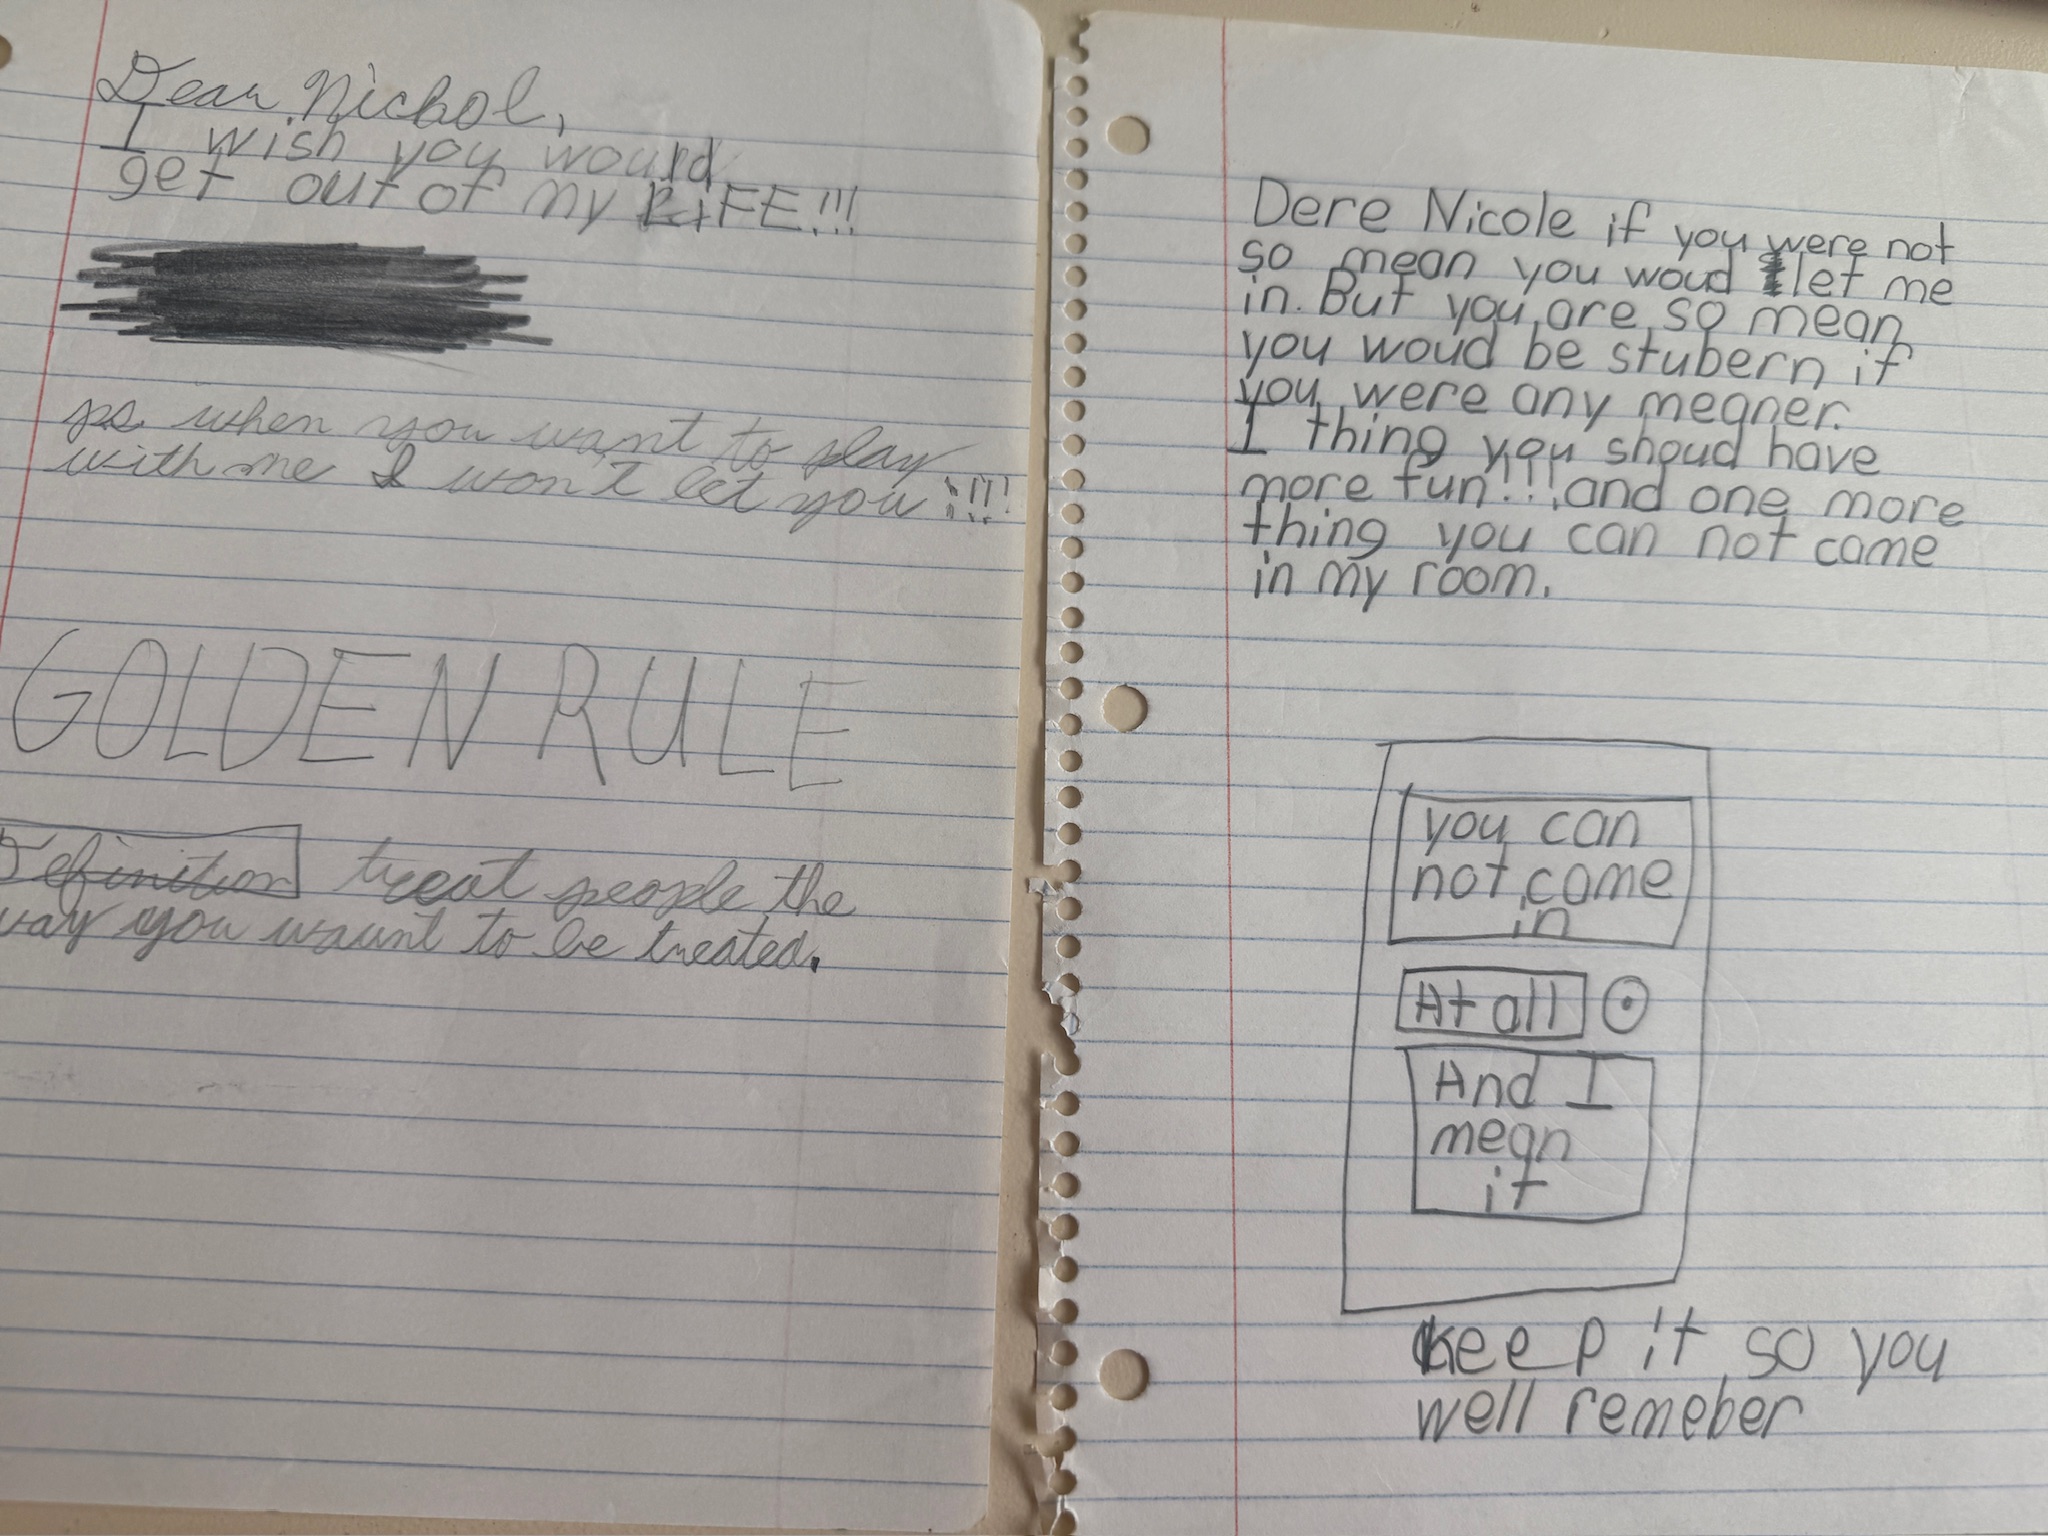 Dear Nichol,
I wish you would
get out of my LIFE!!!
ps. when you want to play
with me I won't let you !!!!
GOLDEN RULE
Definition treat people the
way you waunt to be treated.
Dere Nicole if you were not
so mean you woud let me
in. But you are so mean
you woud be stubern if
you were any meaner.
I thing you shoud have
more fun!!! and one more
thing you can not came
in my room.
you can
not come
in
At all
And I
mean
it
keep it so you
well remeber